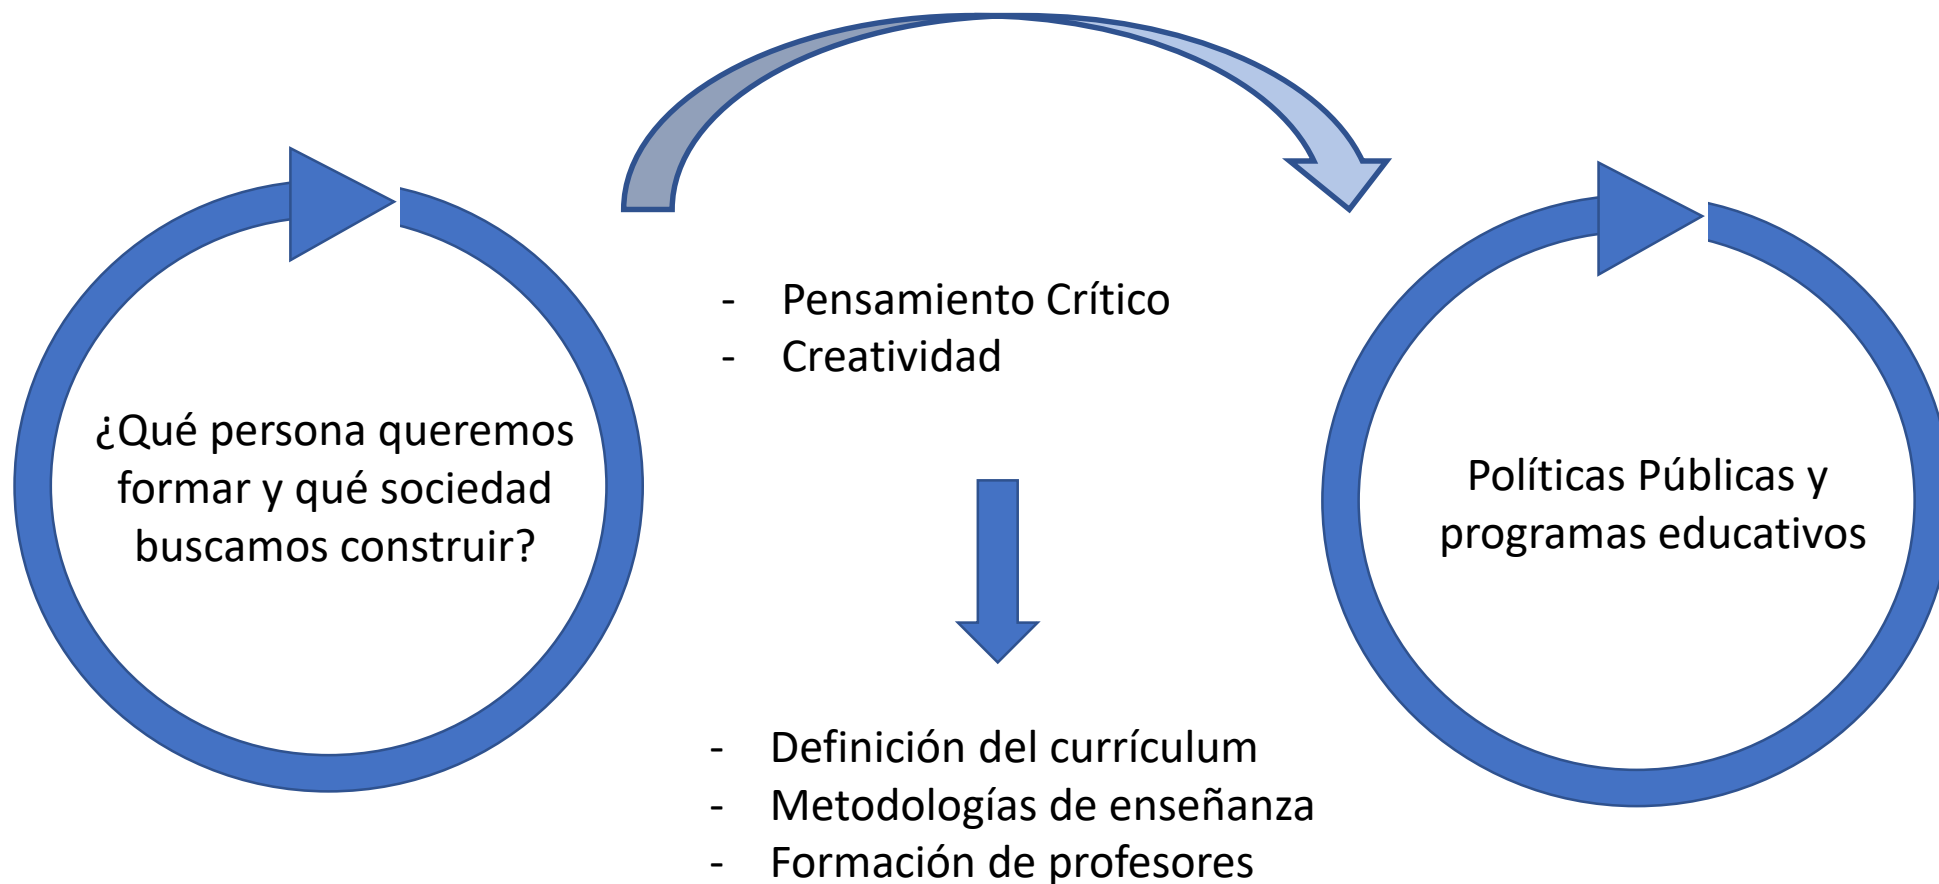 ¿Qué persona queremos
formar y qué sociedad
buscamos construir?
- Pensamiento Crítico
- Creatividad
- Definición del currículum
- Metodologías de enseñanza
- Formación de profesores
Políticas Públicas y
programas educativos